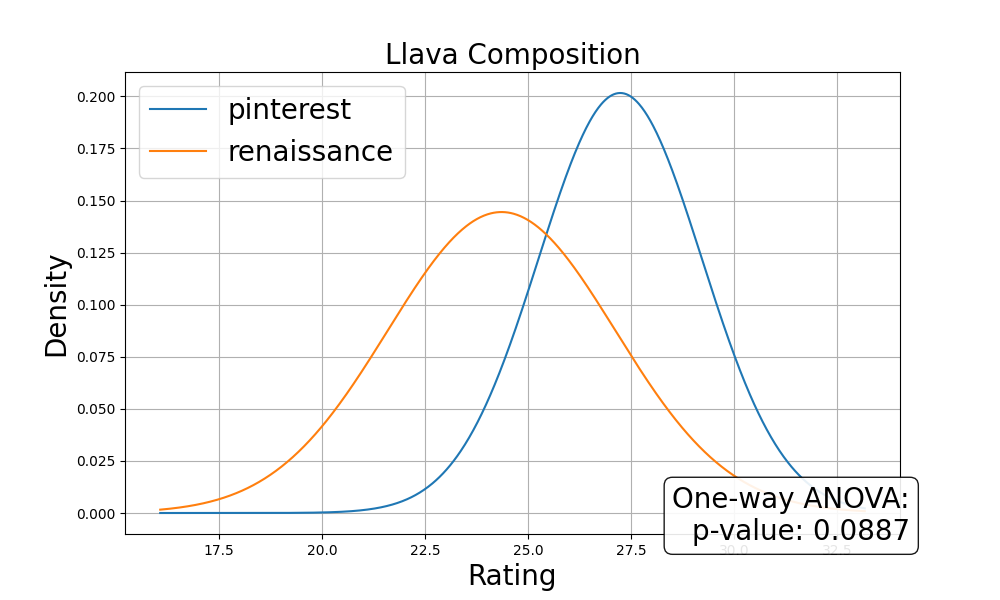 Llava Composition
pinterest
renaissance
Density
0.200
0.175
0.150
0.125
0.100
0.075
0.050
0.025
0.000
17.5
20.0
22.5
25.0
27.5
30.0
32.5
One-way ANOVA:
p-value: 0.0887
Rating